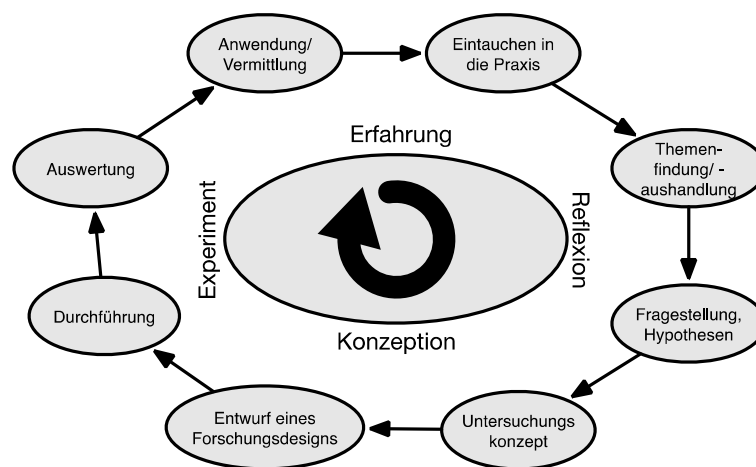 Anwendung/
Vermittlung
Eintauchen in
die Praxis
Themen-
findung/ -
aushandlung
Fragestellung,
Hypothesen
Untersuchungs
konzept
Entwurf eines
Forschungsdesigns
Durchführung
Auswertung
Erfahrung
Reflexion
Konzeption
Experiment